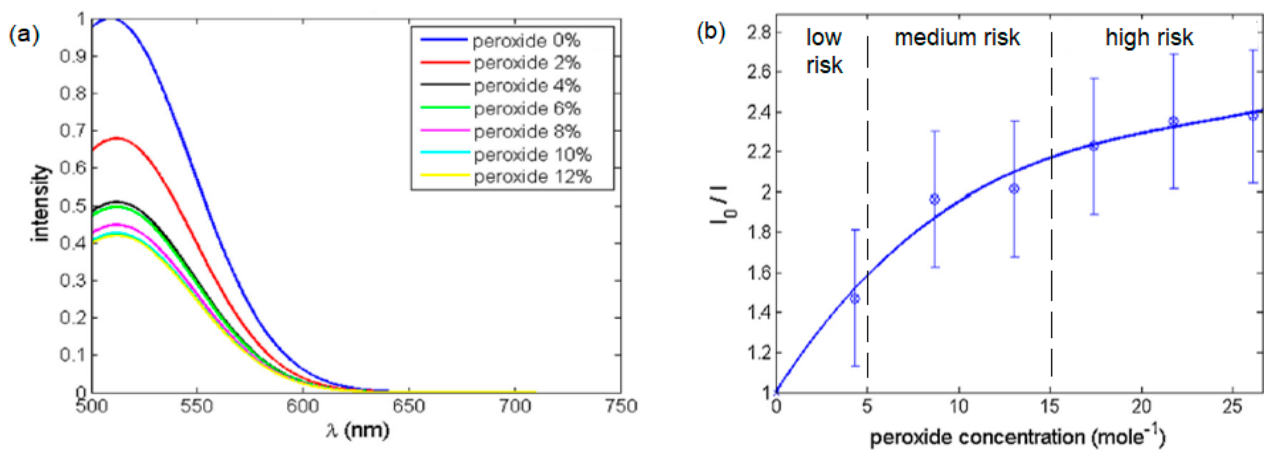 (a)
1
0.9
0.8
0.7
0.6
0.5
0.4
0.3
0.2
0.1
0
intensity
500
550
600
650
700
750
λ (nm)
peroxide 0%
peroxide 2%
peroxide 4%
peroxide 6%
peroxide 8%
peroxide 10%
peroxide 12%
(b)
low
risk
medium risk
high risk
2.8
2.6
2.4
2.2
2
1.8
1.6
1.4
1.2
1
I₀ / I
0
5
10
15
20
25
peroxide concentration (mole⁻¹)